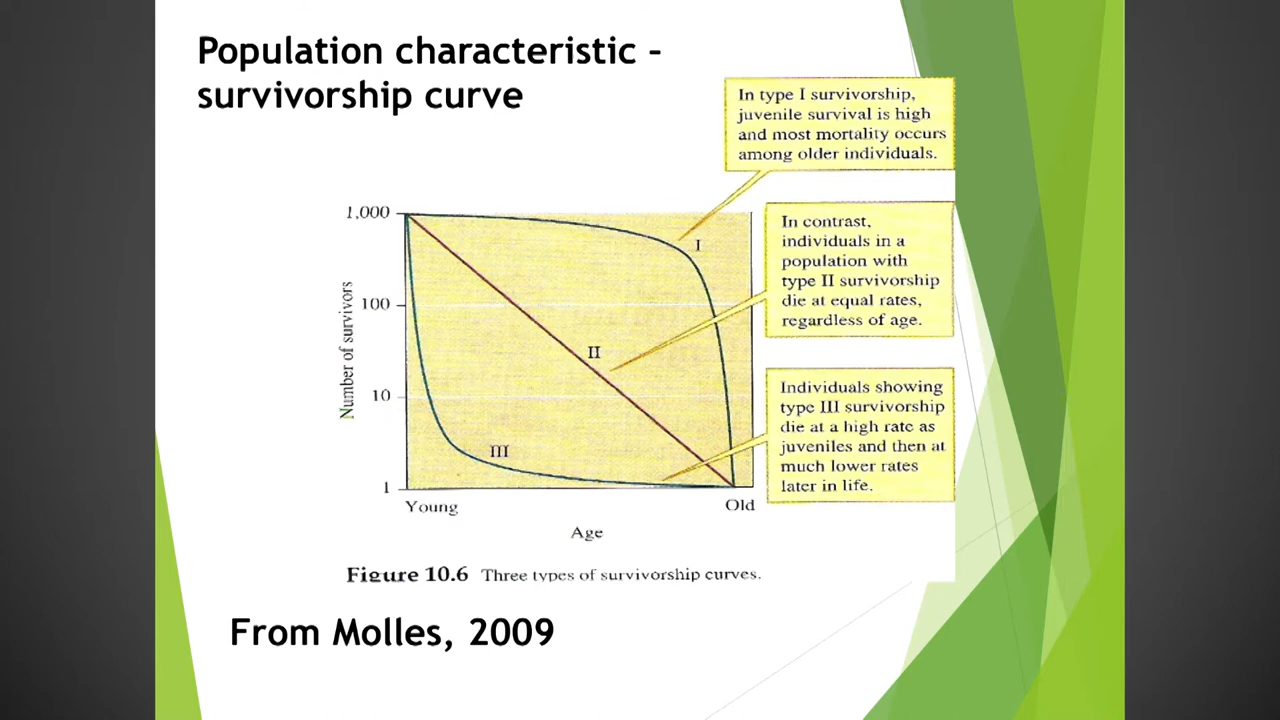 Population characteristic –
survivorship curve
In type I survivorship,
juvenile survival is high
and most mortality occurs
among older individuals.
In contrast,
individuals in a
population with
type II survivorship
die at equal rates,
regardless of age.
Individuals showing
type III survivorship
die at a high rate as
juveniles and then at
much lower rates
later in life.
1,000
100
10
1
Number of survivors
I
II
III
Young
Old
Age
Figure 10.6 Three types of survivorship curves.
From Molles, 2009